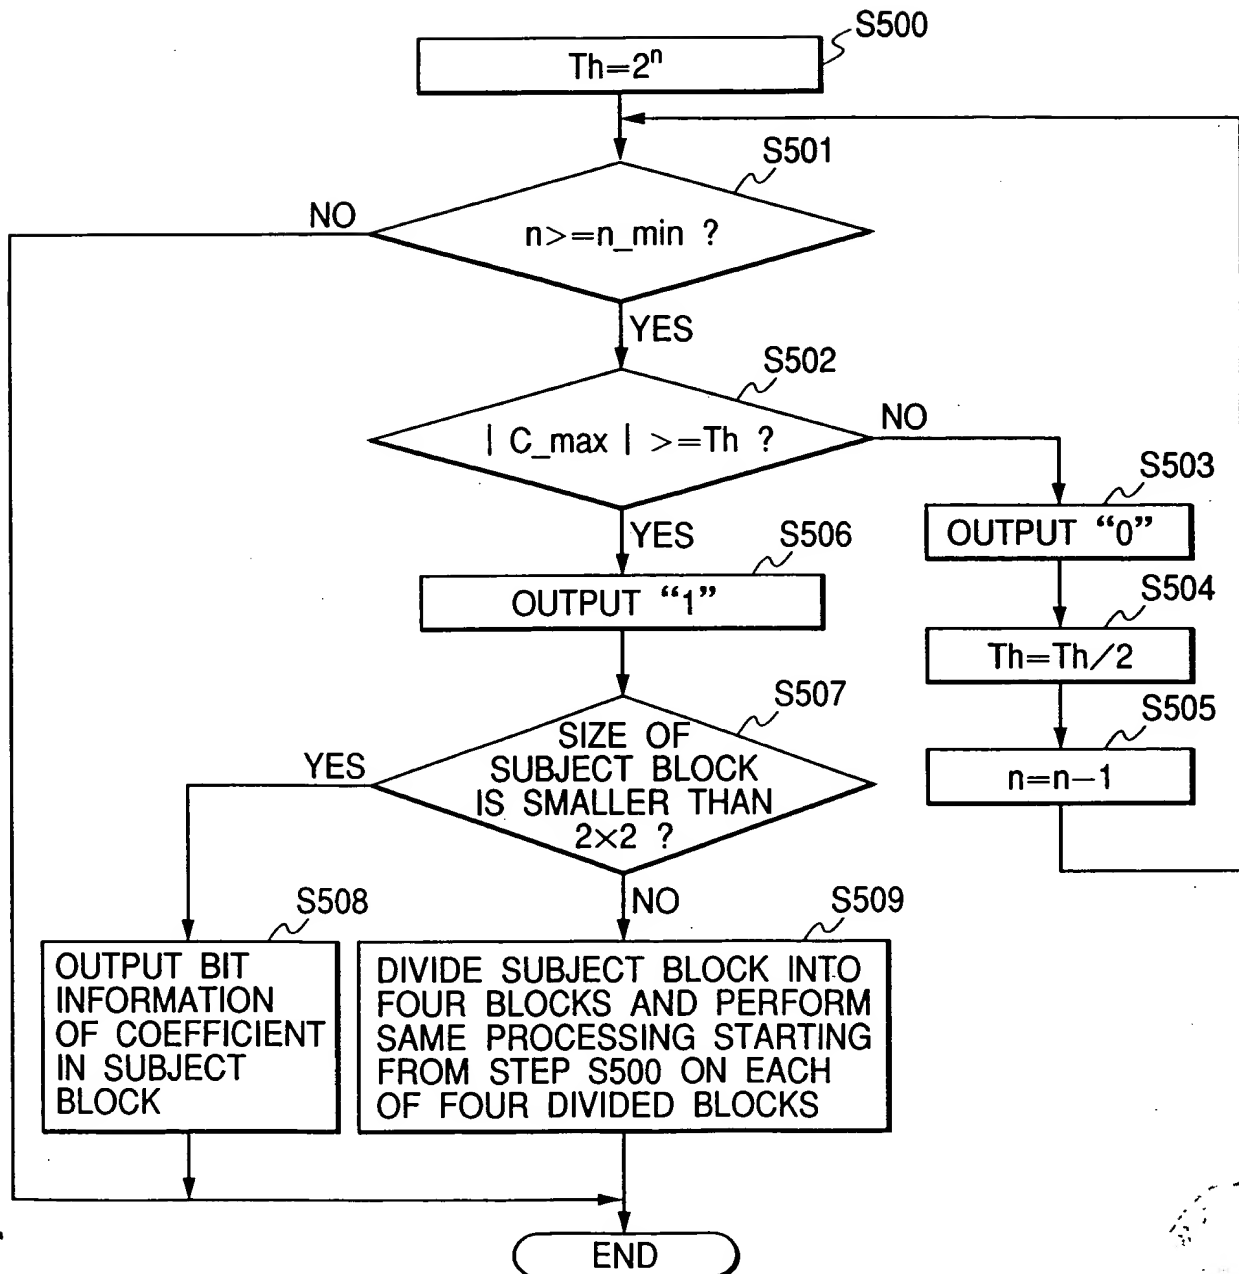 S500
Th=2ⁿ
S501
NO
n>=n_min ?
YES
S502
NO
| C_max | >=Th ?
S503
YES
S506
OUTPUT “0”
OUTPUT “1”
S504
Th=Th/2
S507
S505
YES
SIZE OF
SUBJECT BLOCK
IS SMALLER THAN
2×2 ?
n=n−1
NO
S508
S509
OUTPUT BIT
INFORMATION
OF COEFFICIENT
IN SUBJECT
BLOCK
DIVIDE SUBJECT BLOCK INTO
FOUR BLOCKS AND PERFORM
SAME PROCESSING STARTING
FROM STEP S500 ON EACH
OF FOUR DIVIDED BLOCKS
END